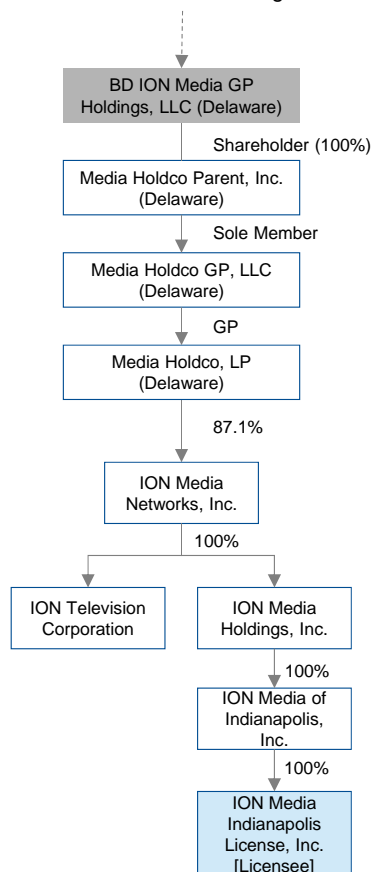 BD ION Media GP
Holdings, LLC (Delaware)
Shareholder (100%)
Media Holdco Parent, Inc.
(Delaware)
Sole Member
Media Holdco GP, LLC
(Delaware)
GP
Media Holdco, LP
(Delaware)
87.1%
ION Media
Networks, Inc.
100%
ION Television
Corporation
ION Media
Holdings, Inc.
100%
ION Media of
Indianapolis,
Inc.
100%
ION Media
Indianapolis
License, Inc.
[Licensee]